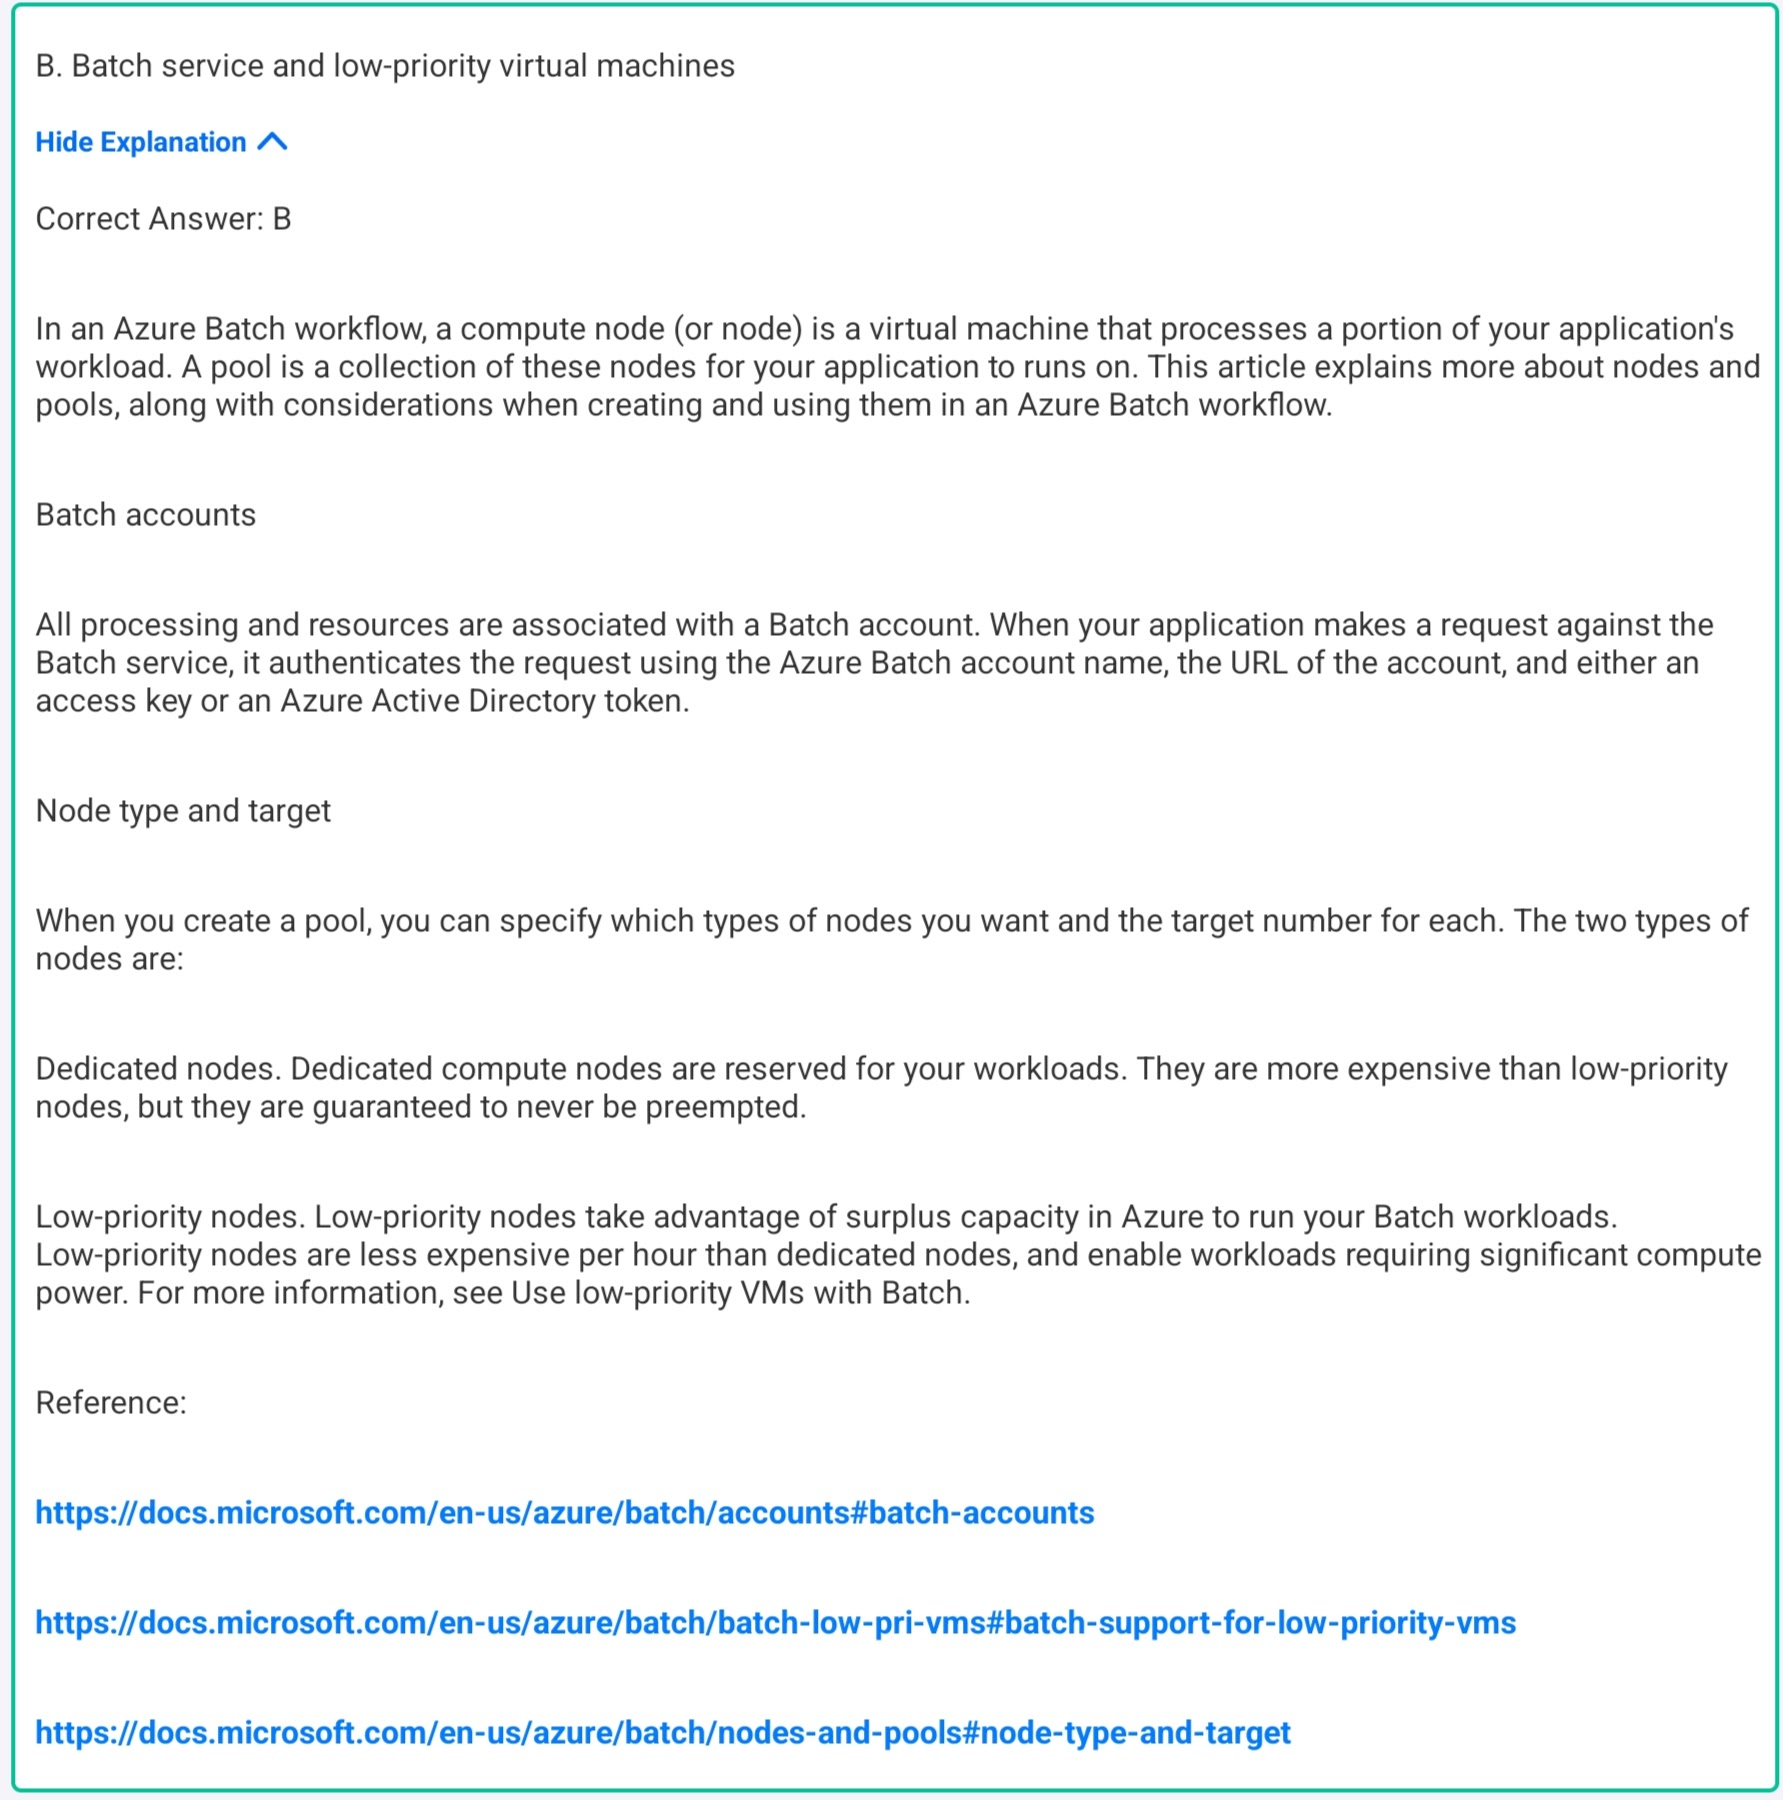 B. Batch service and low-priority virtual machines
Hide Explanation
Correct Answer: B
In an Azure Batch workflow, a compute node (or node) is a virtual machine that processes a portion of your application's
workload. A pool is a collection of these nodes for your application to runs on. This article explains more about nodes and
pools, along with considerations when creating and using them in an Azure Batch workflow.
Batch accounts
All processing and resources are associated with a Batch account. When your application makes a request against the
Batch service, it authenticates the request using the Azure Batch account name, the URL of the account, and either an
access key or an Azure Active Directory token.
Node type and target
When you create a pool, you can specify which types of nodes you want and the target number for each. The two types of
nodes are:
Dedicated nodes. Dedicated compute nodes are reserved for your workloads. They are more expensive than low-priority
nodes, but they are guaranteed to never be preempted.
Low-priority nodes. Low-priority nodes take advantage of surplus capacity in Azure to run your Batch workloads.
Low-priority nodes are less expensive per hour than dedicated nodes, and enable workloads requiring significant compute
power. For more information, see Use low-priority VMs with Batch.
Reference:
https://docs.microsoft.com/en-us/azure/batch/accounts#batch-accounts
https://docs.microsoft.com/en-us/azure/batch/batch-low-pri-vms#batch-support-for-low-priority-vms
https://docs.microsoft.com/en-us/azure/batch/nodes-and-pools#node-type-and-target